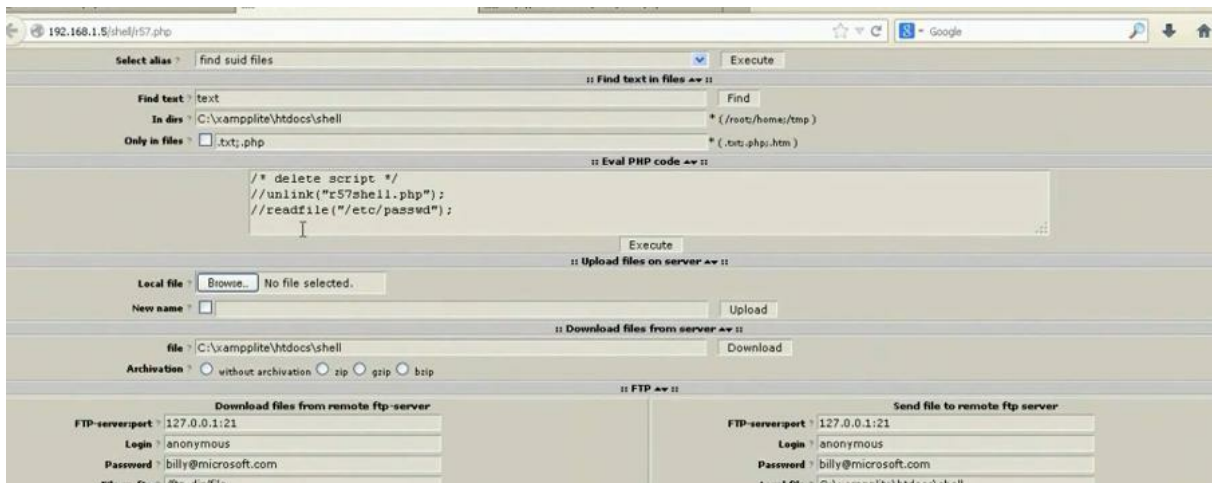 192.168.1.5/shell/r57.php
Google
Select alias ? find suid files Execute
:: Find text in files ::
Find text ? text Find
In dirs ? C:\xampplite\htdocs\shell * ( /root;/home;/tmp )
Only in files ? .txt;.php * ( .txt;.php;.htm )
:: Eval PHP code ::
/* delete script */
//unlink("r57shell.php");
//readfile("/etc/passwd");
Execute
:: Upload files on server ::
Local file ? Browse... No file selected.
New name ? Upload
:: Download files from server ::
file ? C:\xampplite\htdocs\shell Download
Archivation ? without archivation zip gzip bzip
:: FTP ::
Download files from remote ftp-server Send file to remote ftp server
FTP-server:port ? 127.0.0.1:21 FTP-server:port ? 127.0.0.1:21
Login ? anonymous Login ? anonymous
Password ? billy@microsoft.com Password ? billy@microsoft.com